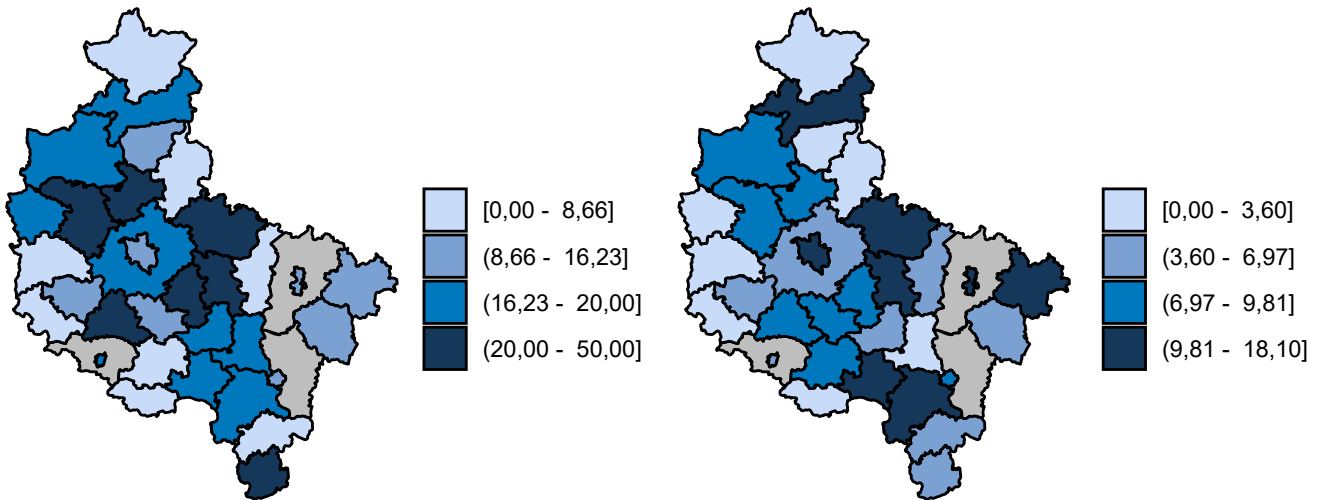 [0,00 - 8,66]
(8,66 - 16,23]
(16,23 - 20,00]
(20,00 - 50,00]
[0,00 - 3,60]
(3,60 - 6,97]
(6,97 - 9,81]
(9,81 - 18,10]